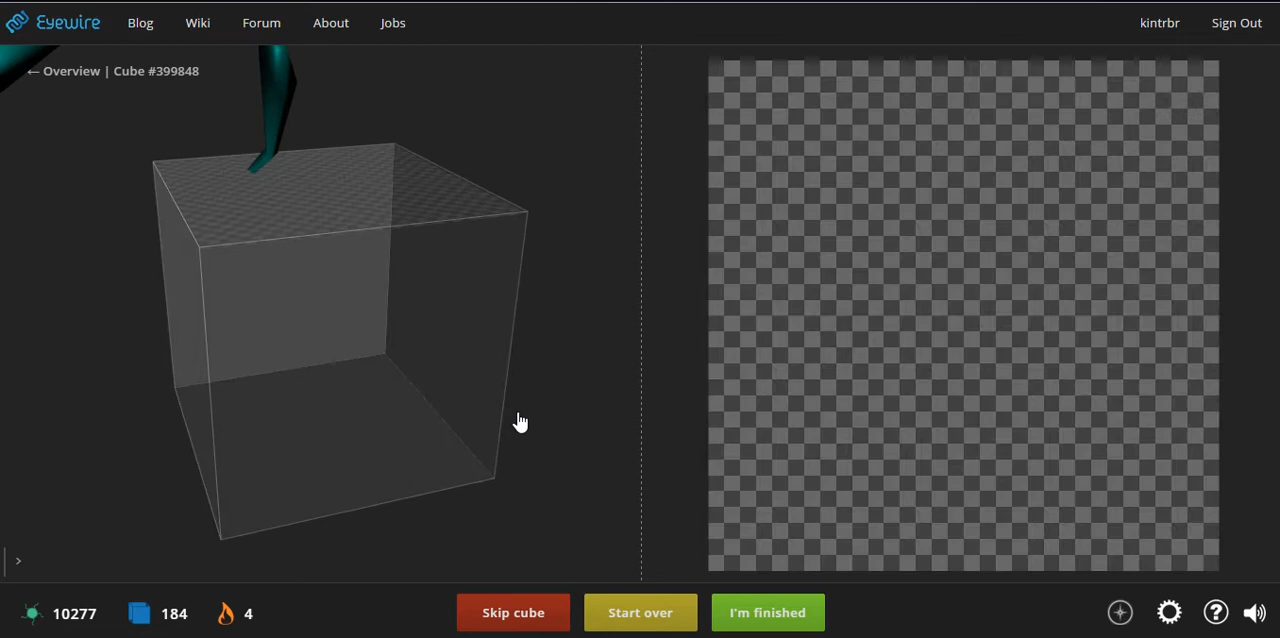 Eyewire Blog Wiki Forum About Jobs kintrbr Sign Out
← Overview | Cube #399848
>
10277 184 4 Skip cube Start over I'm finished ?